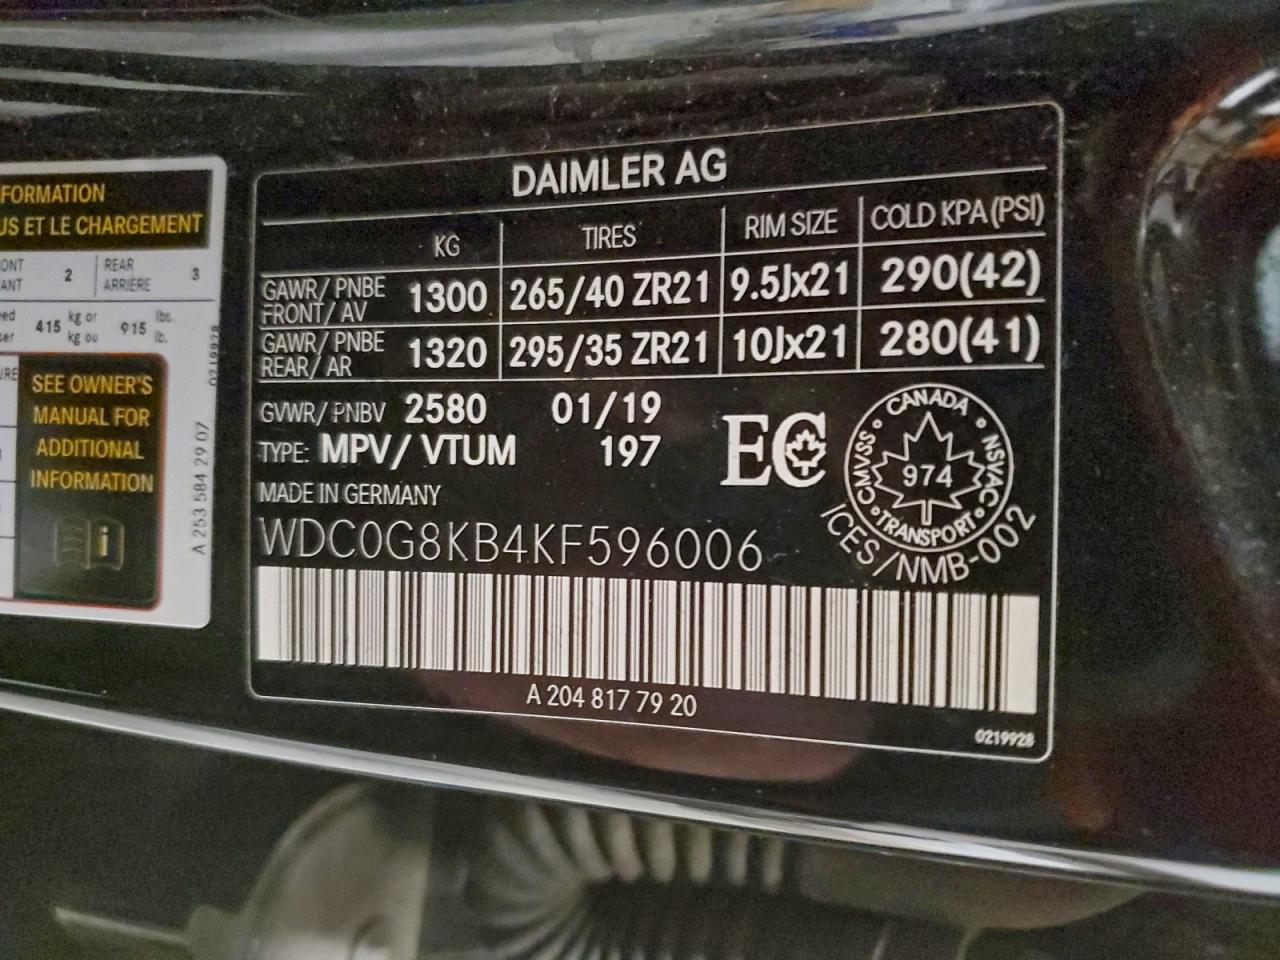 FORMATION
US ET LE CHARGEMENT
2
REAR
ARRIÈRE
3
415 kg or
kg ou
915 lbs.
lb.
SEE OWNER'S
MANUAL FOR
ADDITIONAL
INFORMATION
i
0219928
A 253 584 29 07
DAIMLER AG
KG TIRES RIM SIZE COLD KPA (PSI)
GAWR/ PNBE
FRONT/ AV
1300 265/40 ZR21 9.5Jx21 290(42)
GAWR/ PNBE
REAR/ AR
1320 295/35 ZR21 10Jx21 280(41)
GVWR/ PNBV 2580 01/19
TYPE: MPV/ VTUM 197
MADE IN GERMANY
WDC0G8KB4KF596006
EC
CANADA
CMVSS
974
NSVAC
TRANSPORT
ICES/NMB-002
A 204 817 79 20
0219928